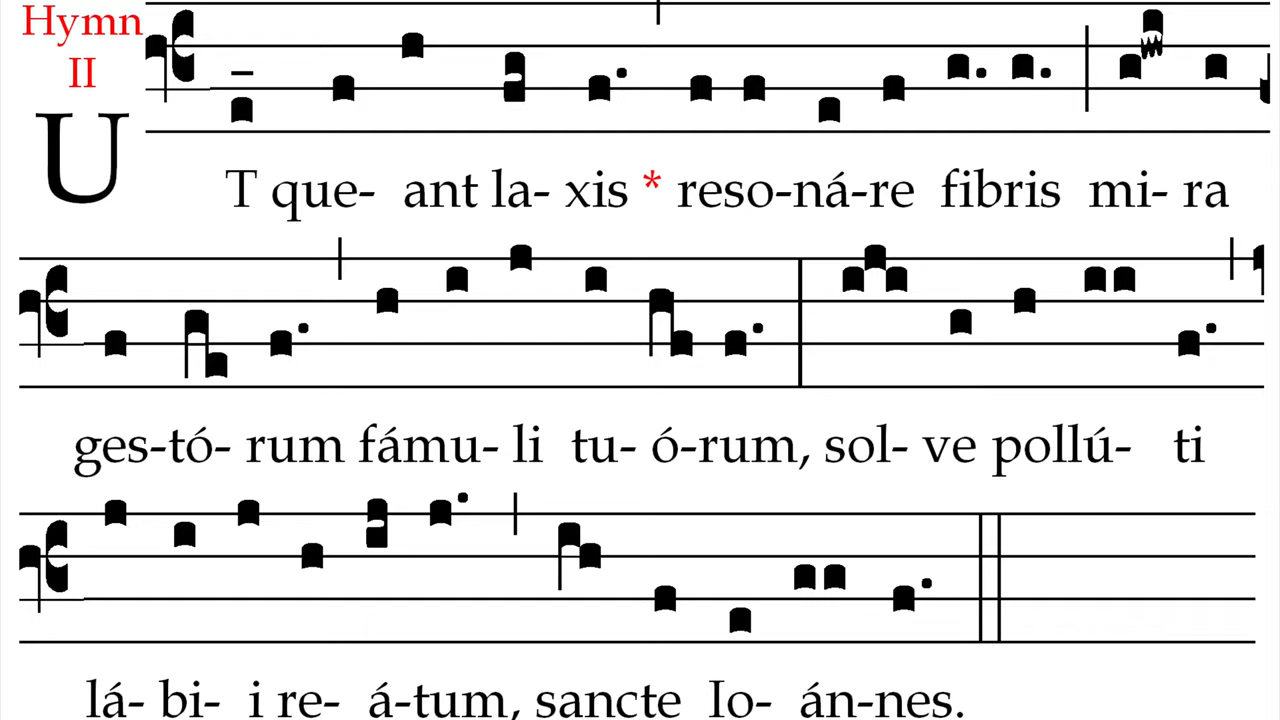 Hymn
II
UT que- ant la- xis * reso-ná-re fibris mi- ra
ges-tó- rum fámu- li tu- ó-rum, sol- ve pollú- ti
lá- bi- i re- á-tum, sancte Io- án-nes.